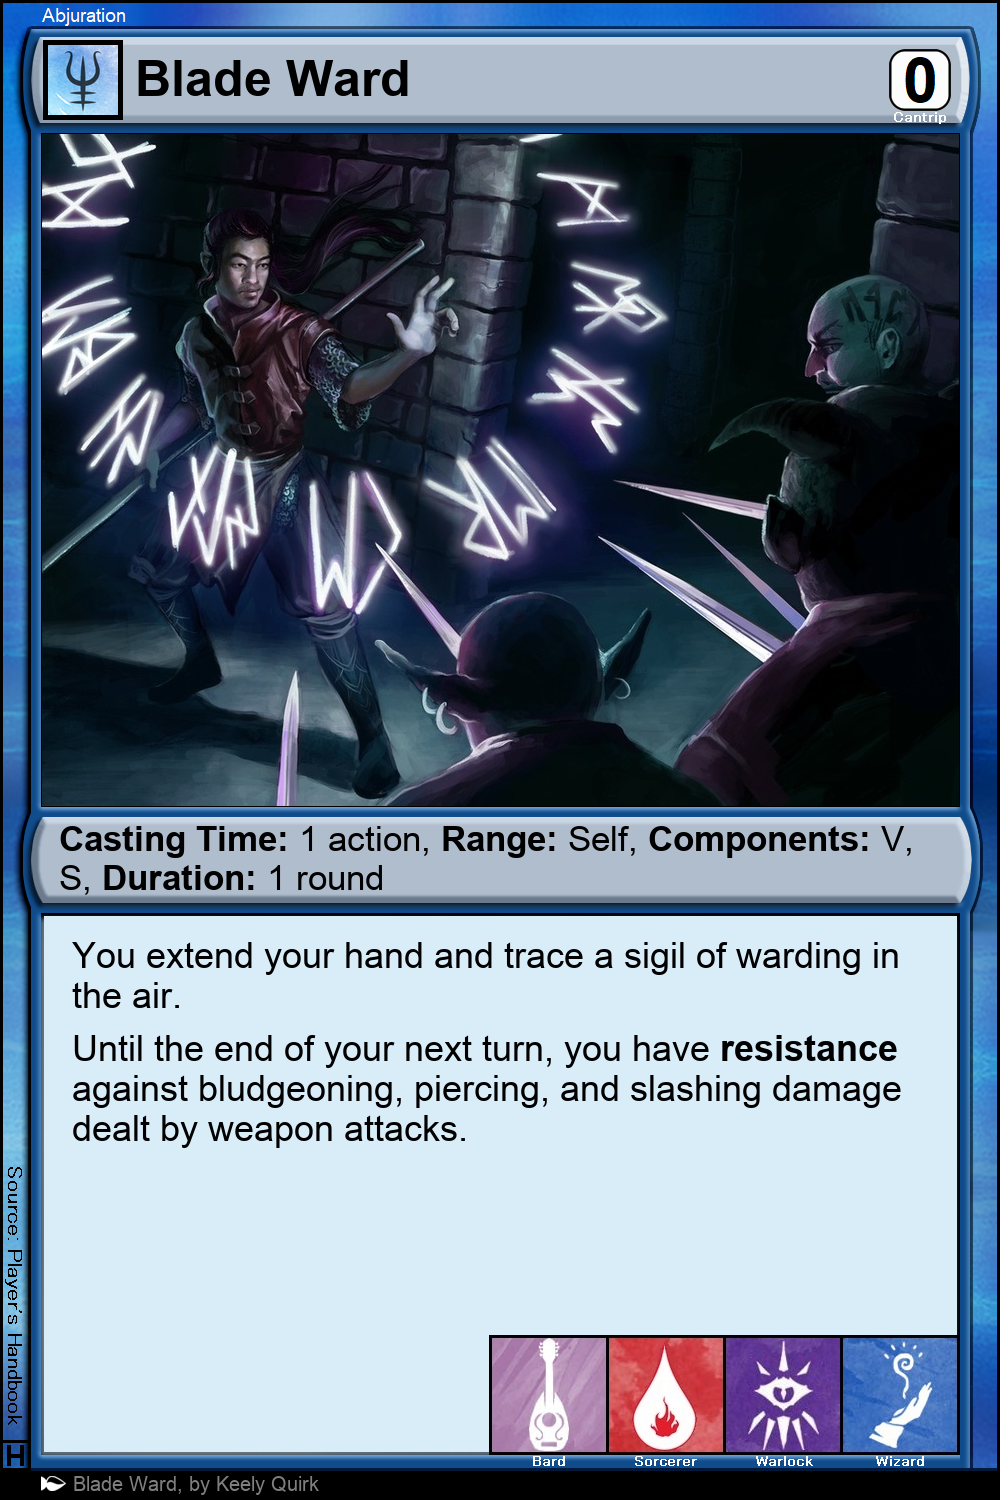 Abjuration
Blade Ward
0
Cantrip
Casting Time: 1 action, Range: Self, Components: V,
S, Duration: 1 round
You extend your hand and trace a sigil of warding in
the air.
Until the end of your next turn, you have resistance
against bludgeoning, piercing, and slashing damage
dealt by weapon attacks.
Source: Player's Handbook
H
Bard
Sorcerer
Warlock
Wizard
Blade Ward, by Keely Quirk